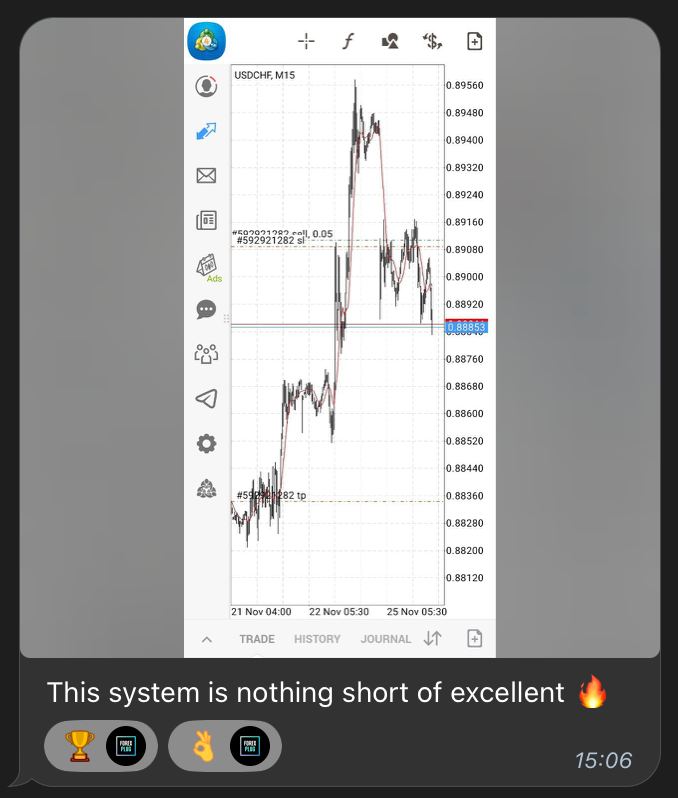 USDCHF, M15
0.89560
0.89480
0.89400
0.89320
0.89240
0.89160
#592921282 sell, 0.05
#592921282 sl
0.89080
0.89000
Ads
0.88920
0.88853
0.88760
0.88680
0.88600
0.88520
0.88440
#592921282 tp
0.88360
0.88280
0.88200
0.88120
21 Nov 04:00 22 Nov 05:30 25 Nov 05:30
TRADE HISTORY JOURNAL
This system is nothing short of excellent 🔥
FOREX PLUG FOREX PLUG
15:06